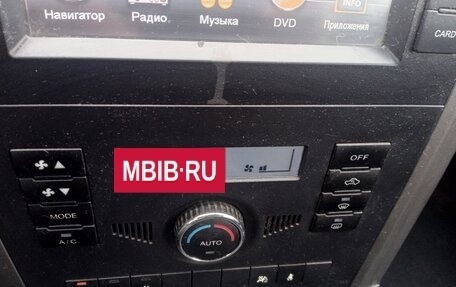 INFO
Навигатор
Радио
Музыка
DVD
Приложения
CARD
MBIB·RU
OFF
MODE
A/C
AUTO